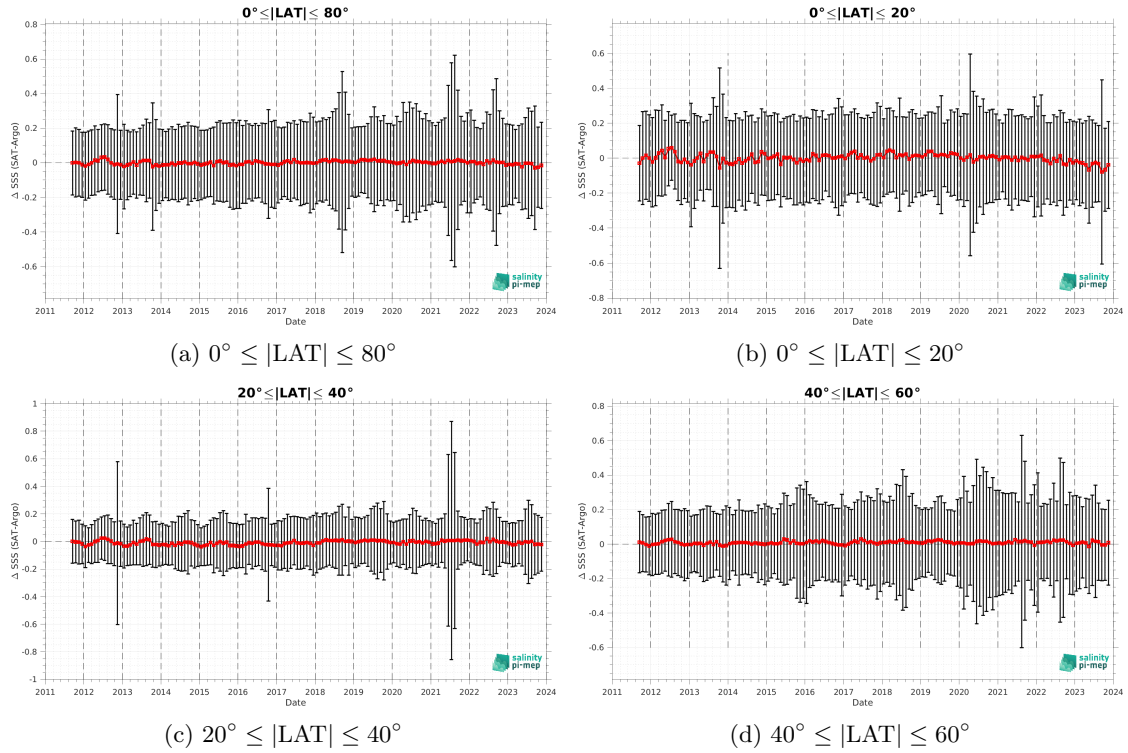 0°≤|LAT|≤ 80°
Δ SSS (SAT-Argo)
0.8
0.6
0.4
0.2
0
-0.2
-0.4
-0.6
2011 2012 2013 2014 2015 2016 2017 2018 2019 2020 2021 2022 2023 2024
Date
salinity
pi-mep
(a) 0° ≤ |LAT| ≤ 80°
0°≤|LAT|≤ 20°
Δ SSS (SAT-Argo)
0.8
0.6
0.4
0.2
0
-0.2
-0.4
-0.6
-0.8
2011 2012 2013 2014 2015 2016 2017 2018 2019 2020 2021 2022 2023 2024
Date
salinity
pi-mep
(b) 0° ≤ |LAT| ≤ 20°
20°≤|LAT|≤ 40°
Δ SSS (SAT-Argo)
1
0.8
0.6
0.4
0.2
0
-0.2
-0.4
-0.6
-0.8
-1
2011 2012 2013 2014 2015 2016 2017 2018 2019 2020 2021 2022 2023 2024
Date
salinity
pi-mep
(c) 20° ≤ |LAT| ≤ 40°
40°≤|LAT|≤ 60°
Δ SSS (SAT-Argo)
0.8
0.6
0.4
0.2
0
-0.2
-0.4
-0.6
2011 2012 2013 2014 2015 2016 2017 2018 2019 2020 2021 2022 2023 2024
Date
salinity
pi-mep
(d) 40° ≤ |LAT| ≤ 60°